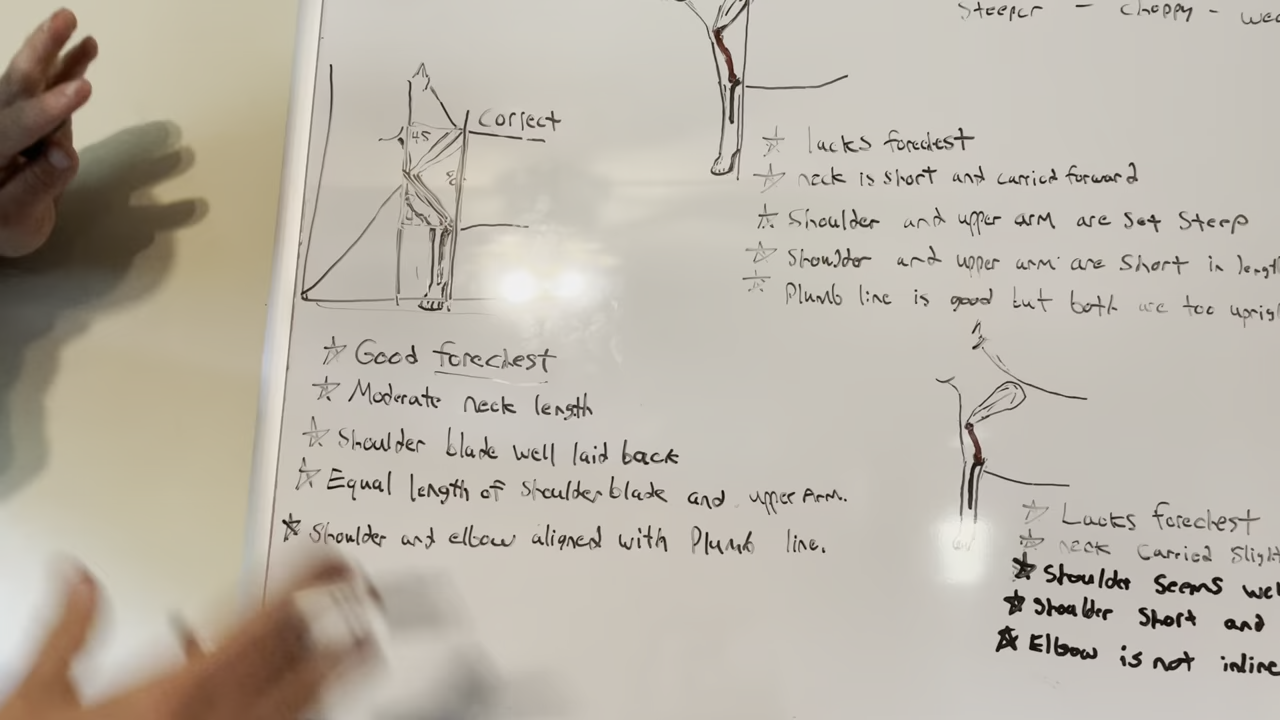 Steeper - choppy -
Correct
45
☆ lacks forechest
☆ neck is short and carried forward
☆ Shoulder and upper arm are set steep
☆ Shoulder and upper arm are short in
☆ Plumb line is good but both are too
☆ Good forechest
☆ Moderate neck length
☆ Shoulder blade well laid back
☆ Equal length of shoulder blade and upper Arm.
☆ Shoulder and elbow aligned with Plumb line.
☆ Lacks forechest
☆ neck carried
☆ Shoulder seems
☆ Shoulder short and
☆ Elbow is not inline